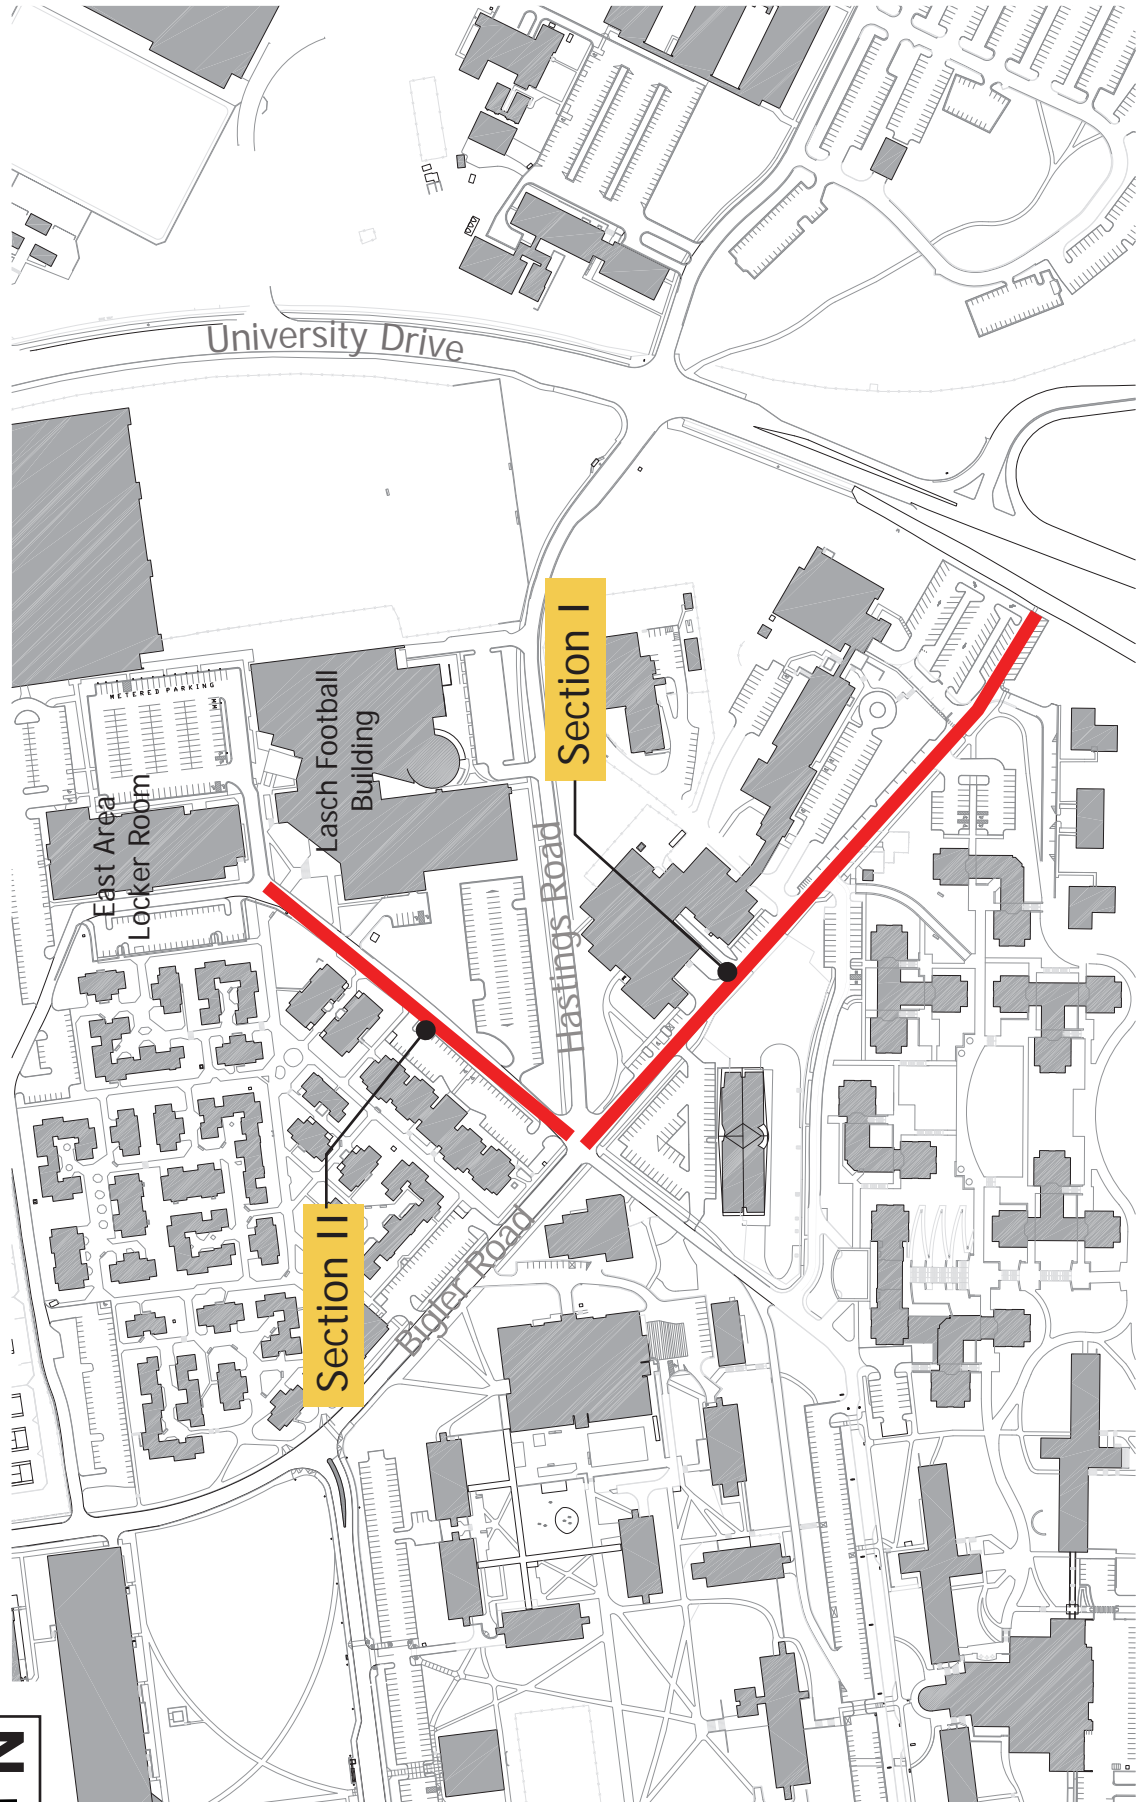 University Drive
METERED PARKING
East Area
Locker Room
Lasch Football
Building
Section I
Hastings Road
Section II
Bigler Road
N